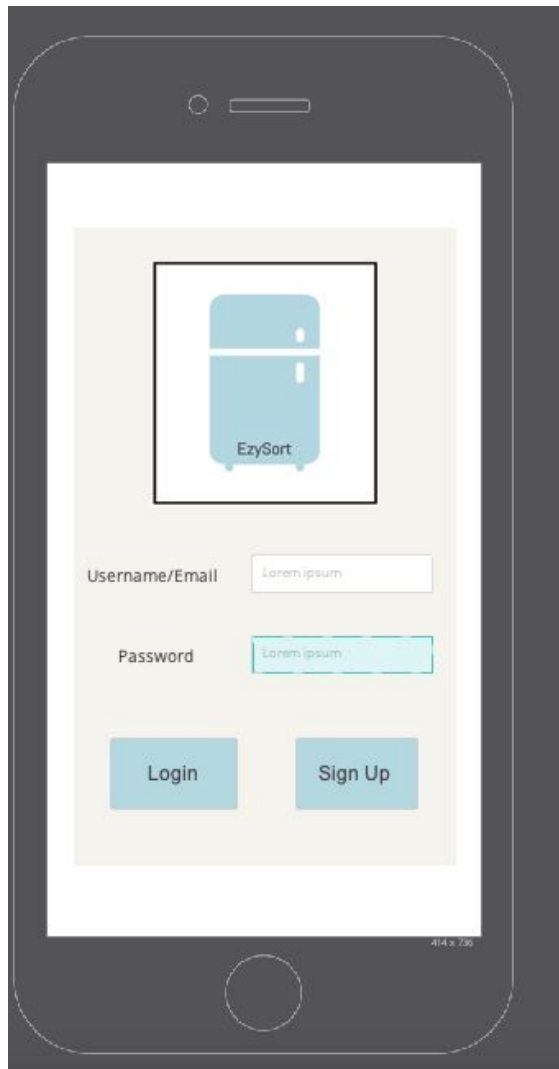 EzySort
Username/Email
Lorem ipsum
Password
Lorem ipsum
Login
Sign Up
414 x 736